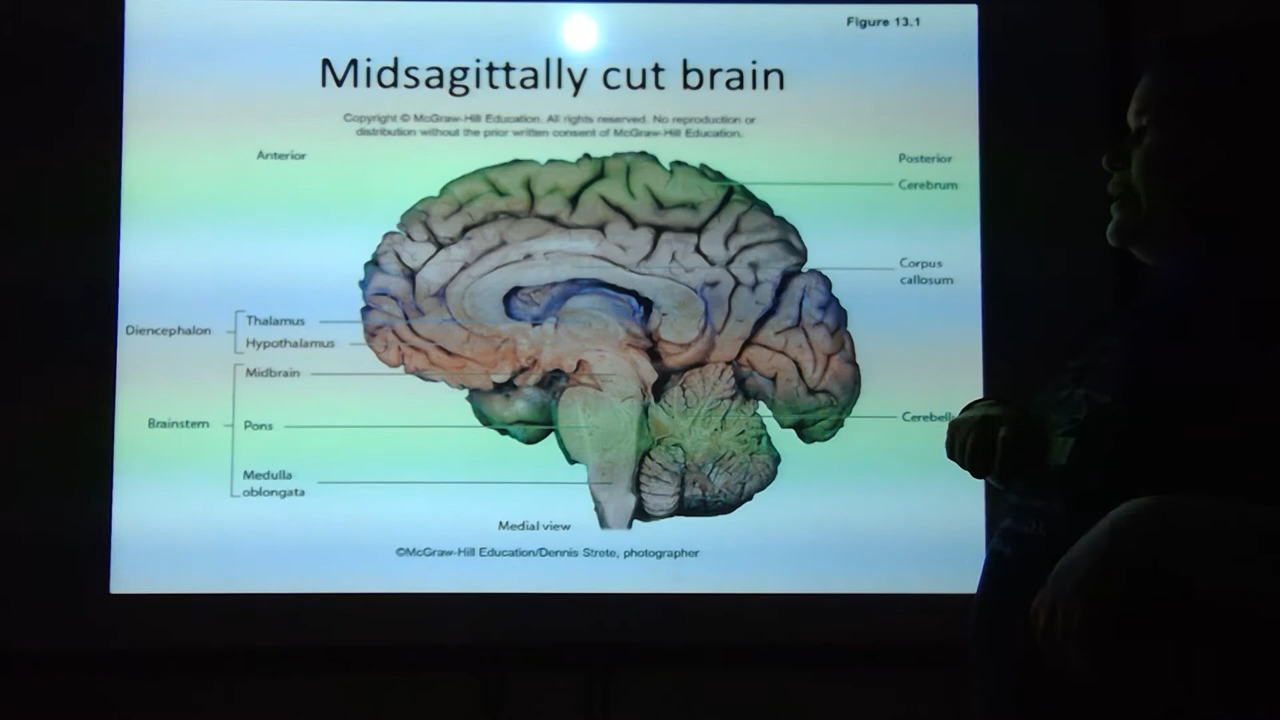 Figure 13.1
Midsagittally cut brain
Copyright © McGraw-Hill Education. All rights reserved. No reproduction or
distribution without the prior written consent of McGraw-Hill Education.
Anterior
Posterior
Cerebrum
Corpus
callosum
Thalamus
Diencephalon
Hypothalamus
Midbrain
Brainstem
Pons
Cerebell
Medulla
oblongata
Medial view
©McGraw-Hill Education/Dennis Strete, photographer